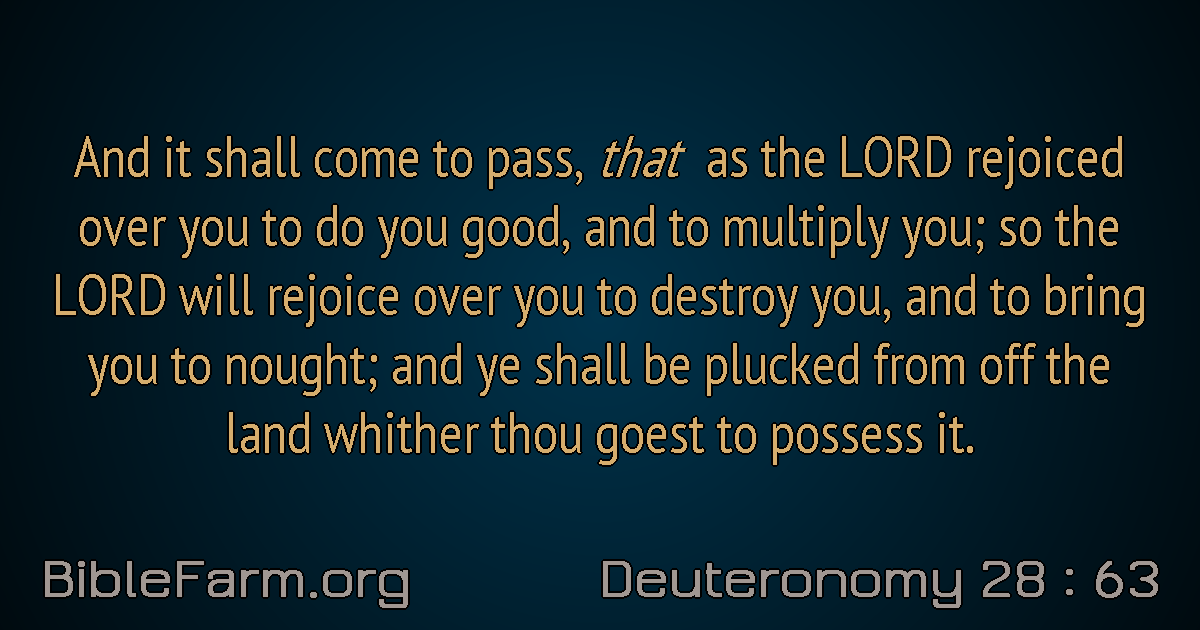 And it shall come to pass, that as the LORD rejoiced
over you to do you good, and to multiply you; so the
LORD will rejoice over you to destroy you, and to bring
you to nought; and ye shall be plucked from off the
land whither thou goest to possess it.
BibleFarm.org
Deuteronomy 28 : 63